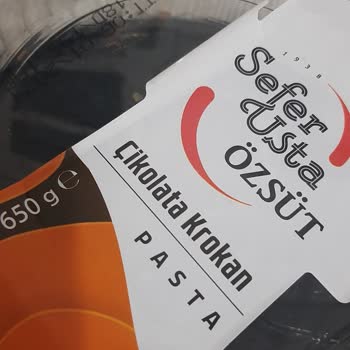 1938
Sefer
Usta
ÖZSÜT
Çikolata Krokan
PASTA
650 g e